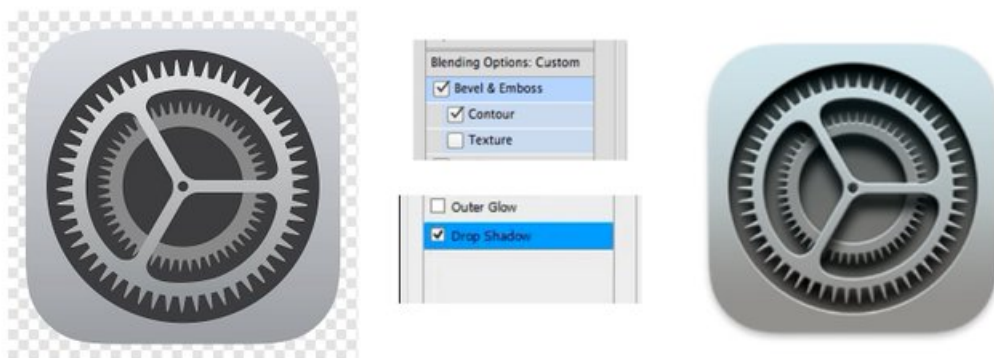 Blending Options: Custom
Bevel & Emboss
Contour
Texture
Outer Glow
Drop Shadow